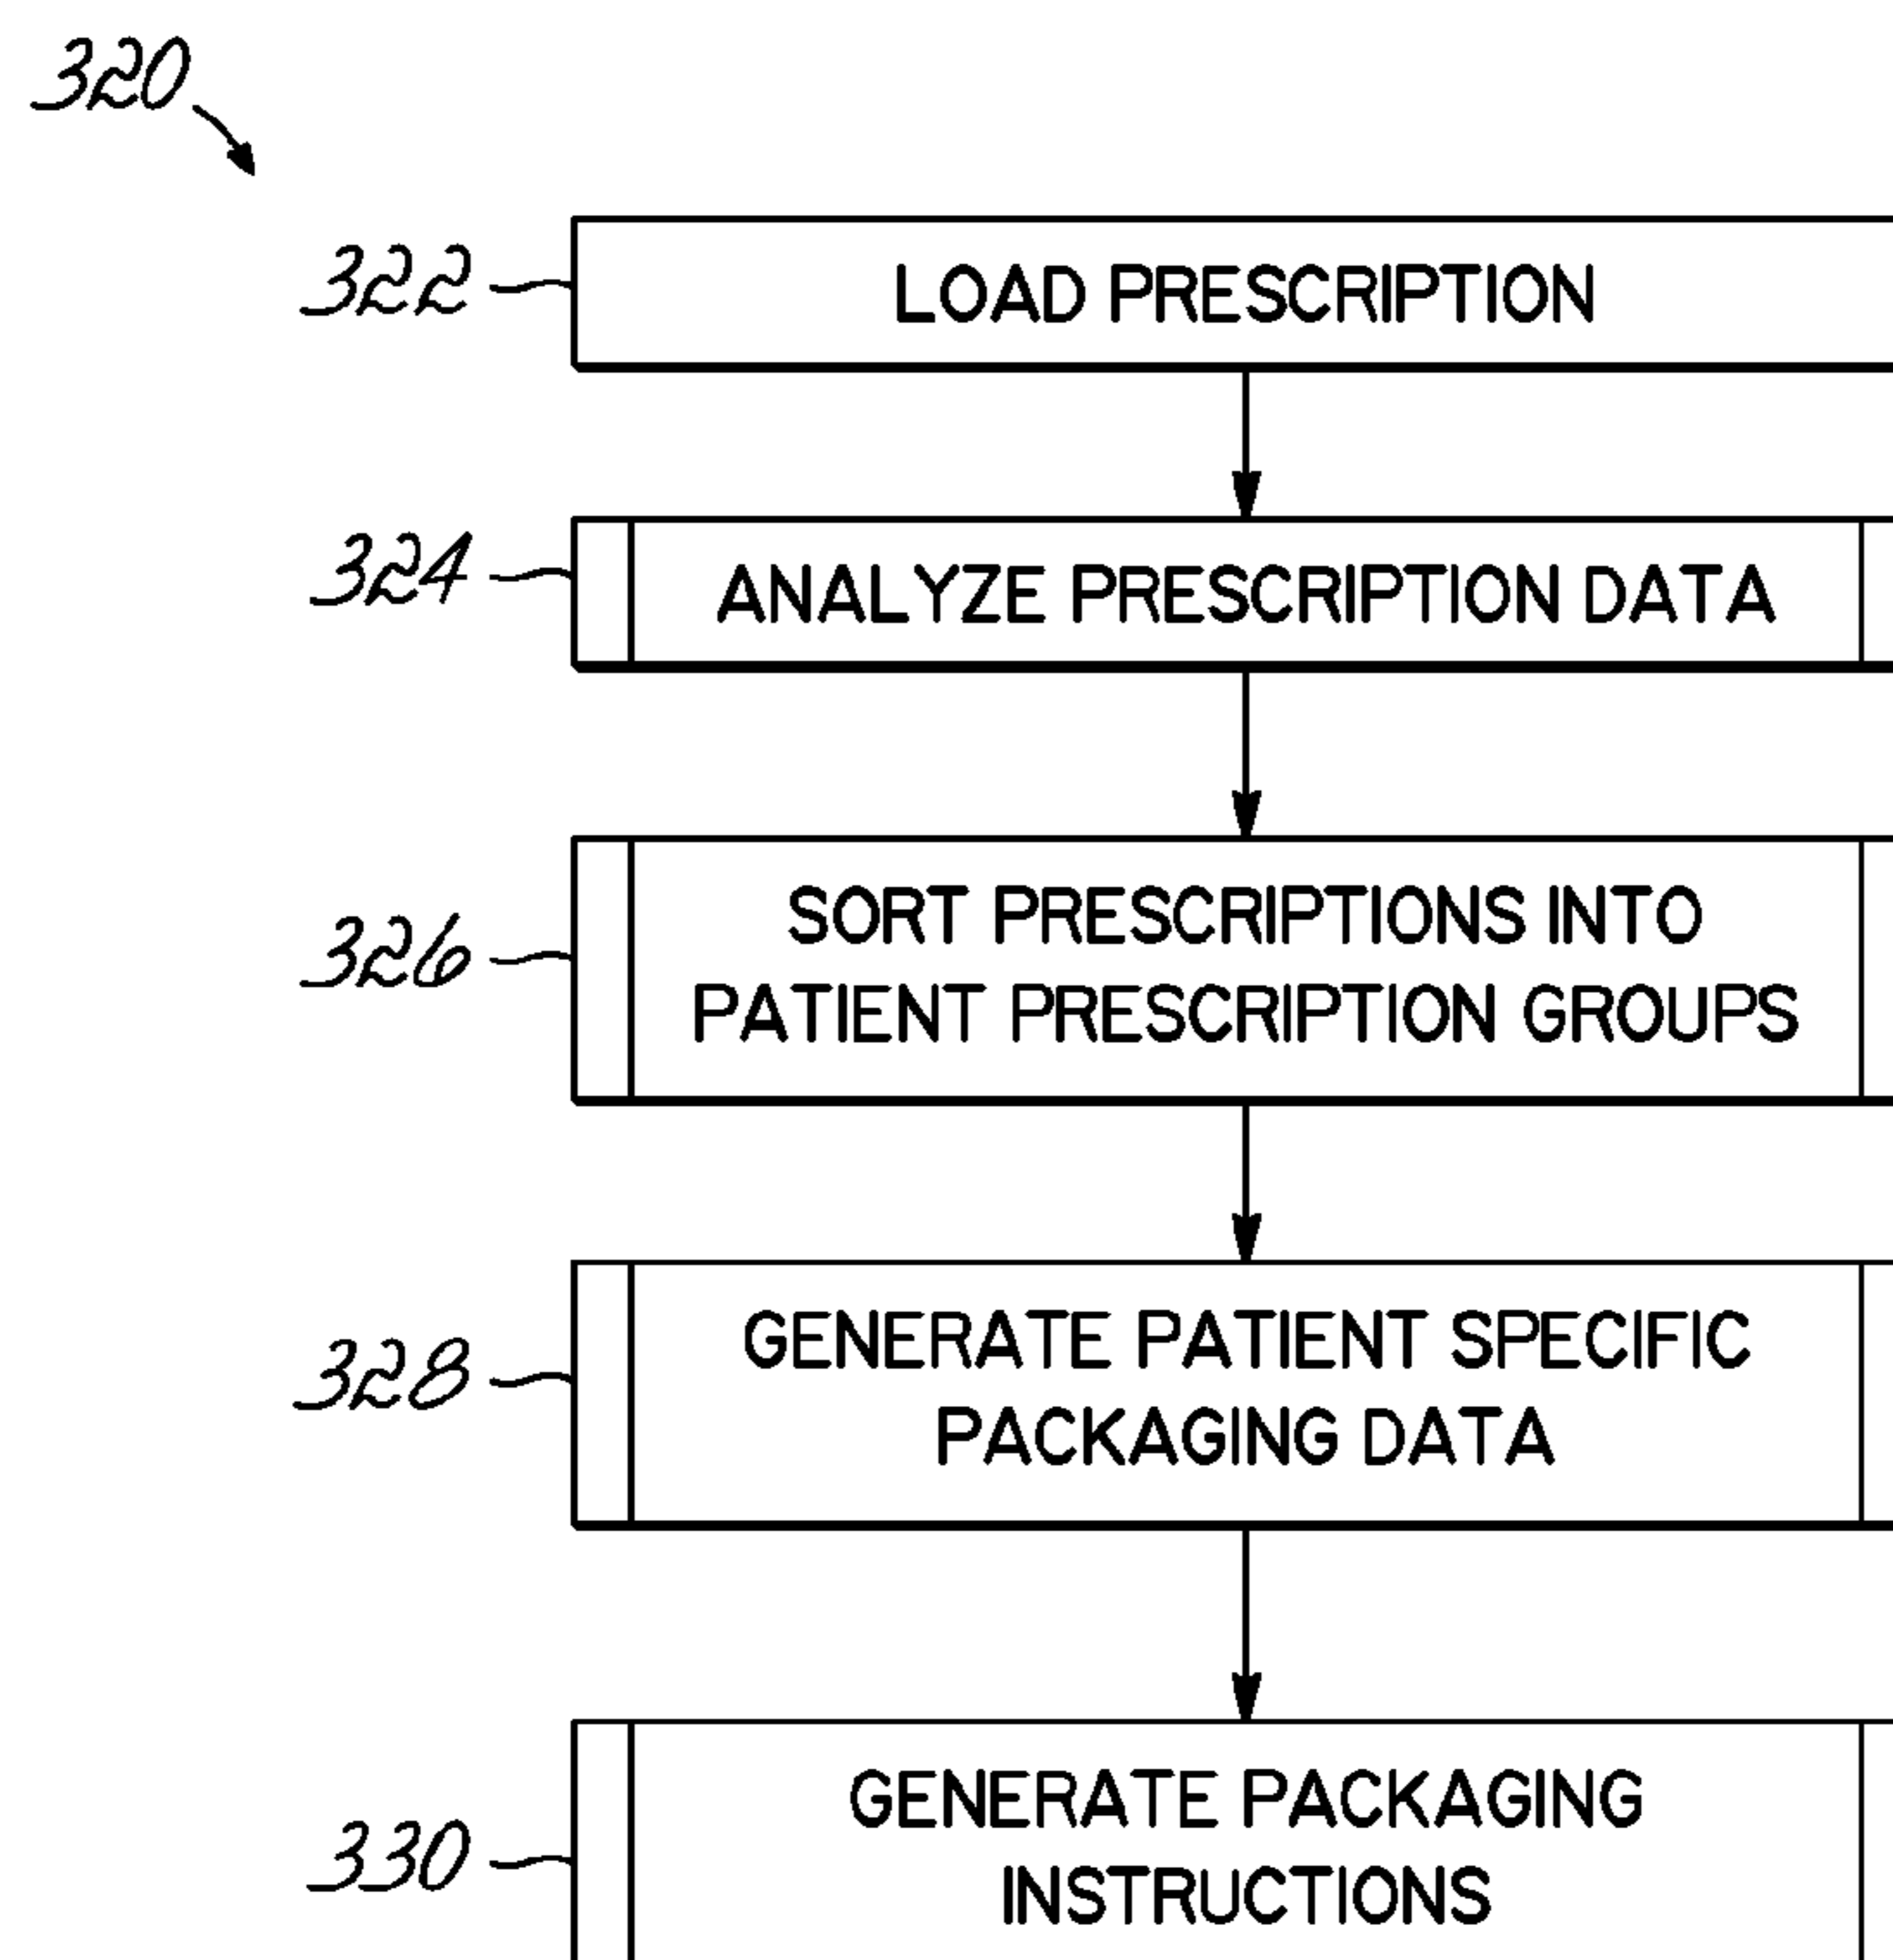 320
322
LOAD PRESCRIPTION
324
ANALYZE PRESCRIPTION DATA
326
SORT PRESCRIPTIONS INTO
PATIENT PRESCRIPTION GROUPS
328
GENERATE PATIENT SPECIFIC
PACKAGING DATA
330
GENERATE PACKAGING
INSTRUCTIONS